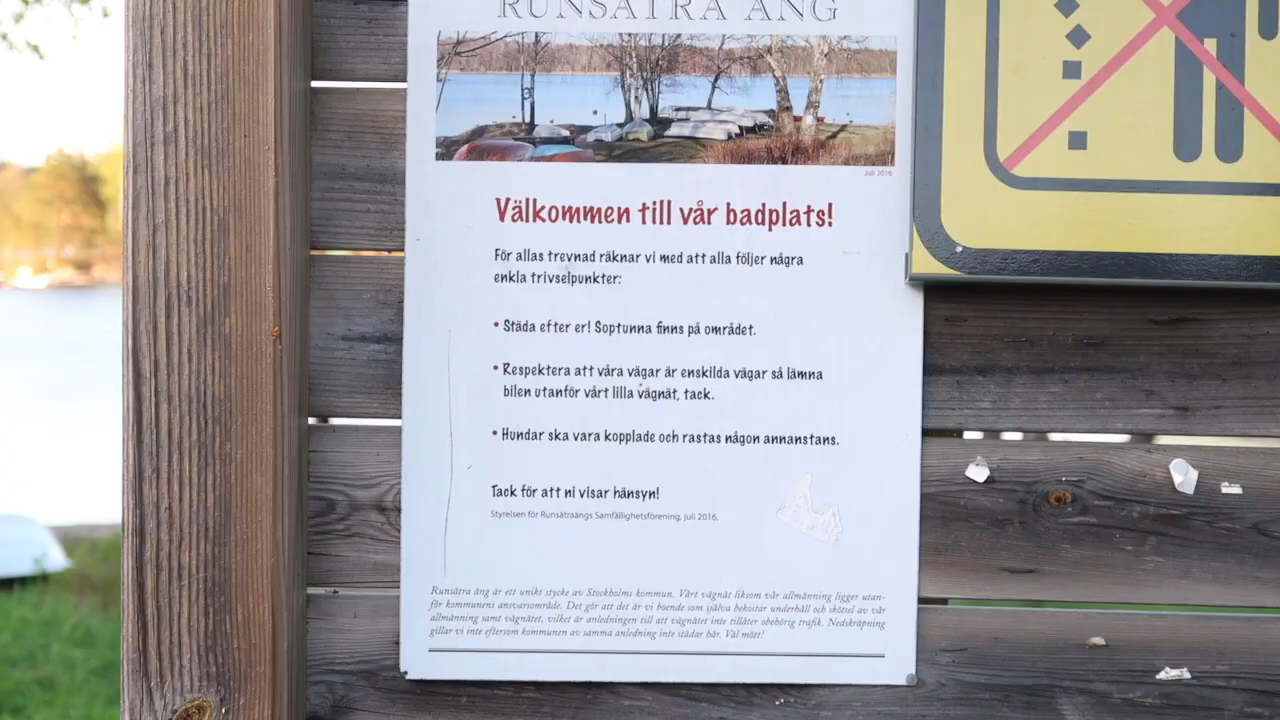 RUNSÄTRA ÄNG
Juli 2016
Välkommen till vår badplats!
För allas trevnad räknar vi med att alla följer några
enkla trivselpunkter:
• Städa efter er! Soptunna finns på området.
• Respektera att våra vägar är enskilda vägar så lämna
bilen utanför vårt lilla vägnät, tack.
• Hundar ska vara kopplade och rastas någon annanstans.
Tack för att ni visar hänsyn!
Styrelsen för Runsätraängs Samfällighetsförening, juli 2016.
Runsätra äng är ett unikt stycke av Stockholms kommun. Vårt vägnät liksom vår allmänning ligger utan-
för kommunens ansvarsområde. Det gör att det är vi boende som själva bekostar underhåll och skötsel av vår
allmänning samt vägnätet, vilket är anledningen till att vägnätet inte tillåter obehörig trafik. Nedskräpning
gillar vi inte eftersom kommunen av samma anledning inte städar här. Väl mött!